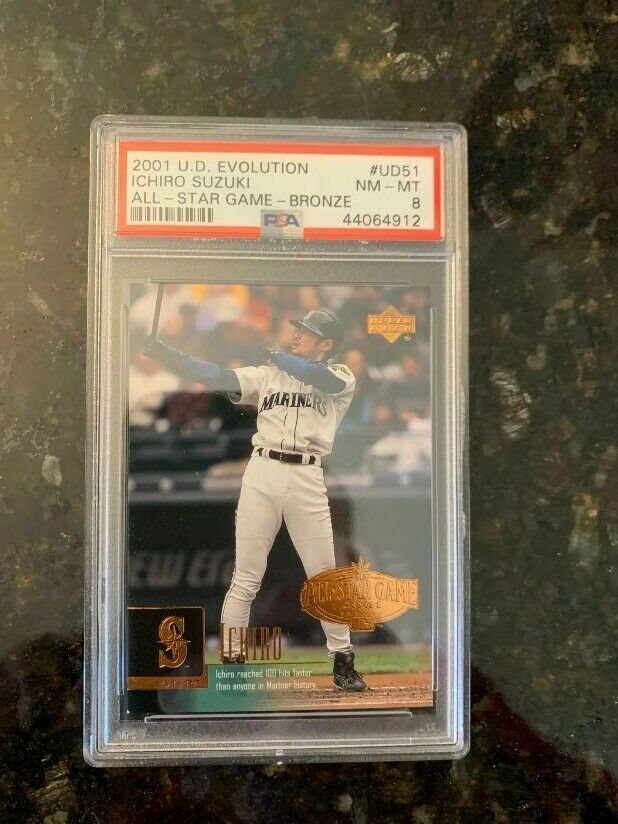 2001 U.D. EVOLUTION #UD51
ICHIRO SUZUKI NM – MT
ALL – STAR GAME – BRONZE 8
PSA 44064912
UPPER DECK
MARINERS
NEW ERA
ALL-STAR GAME
2001
S
ICHIRO
Ichiro reached 100 hits faster
than anyone in Mariner history.